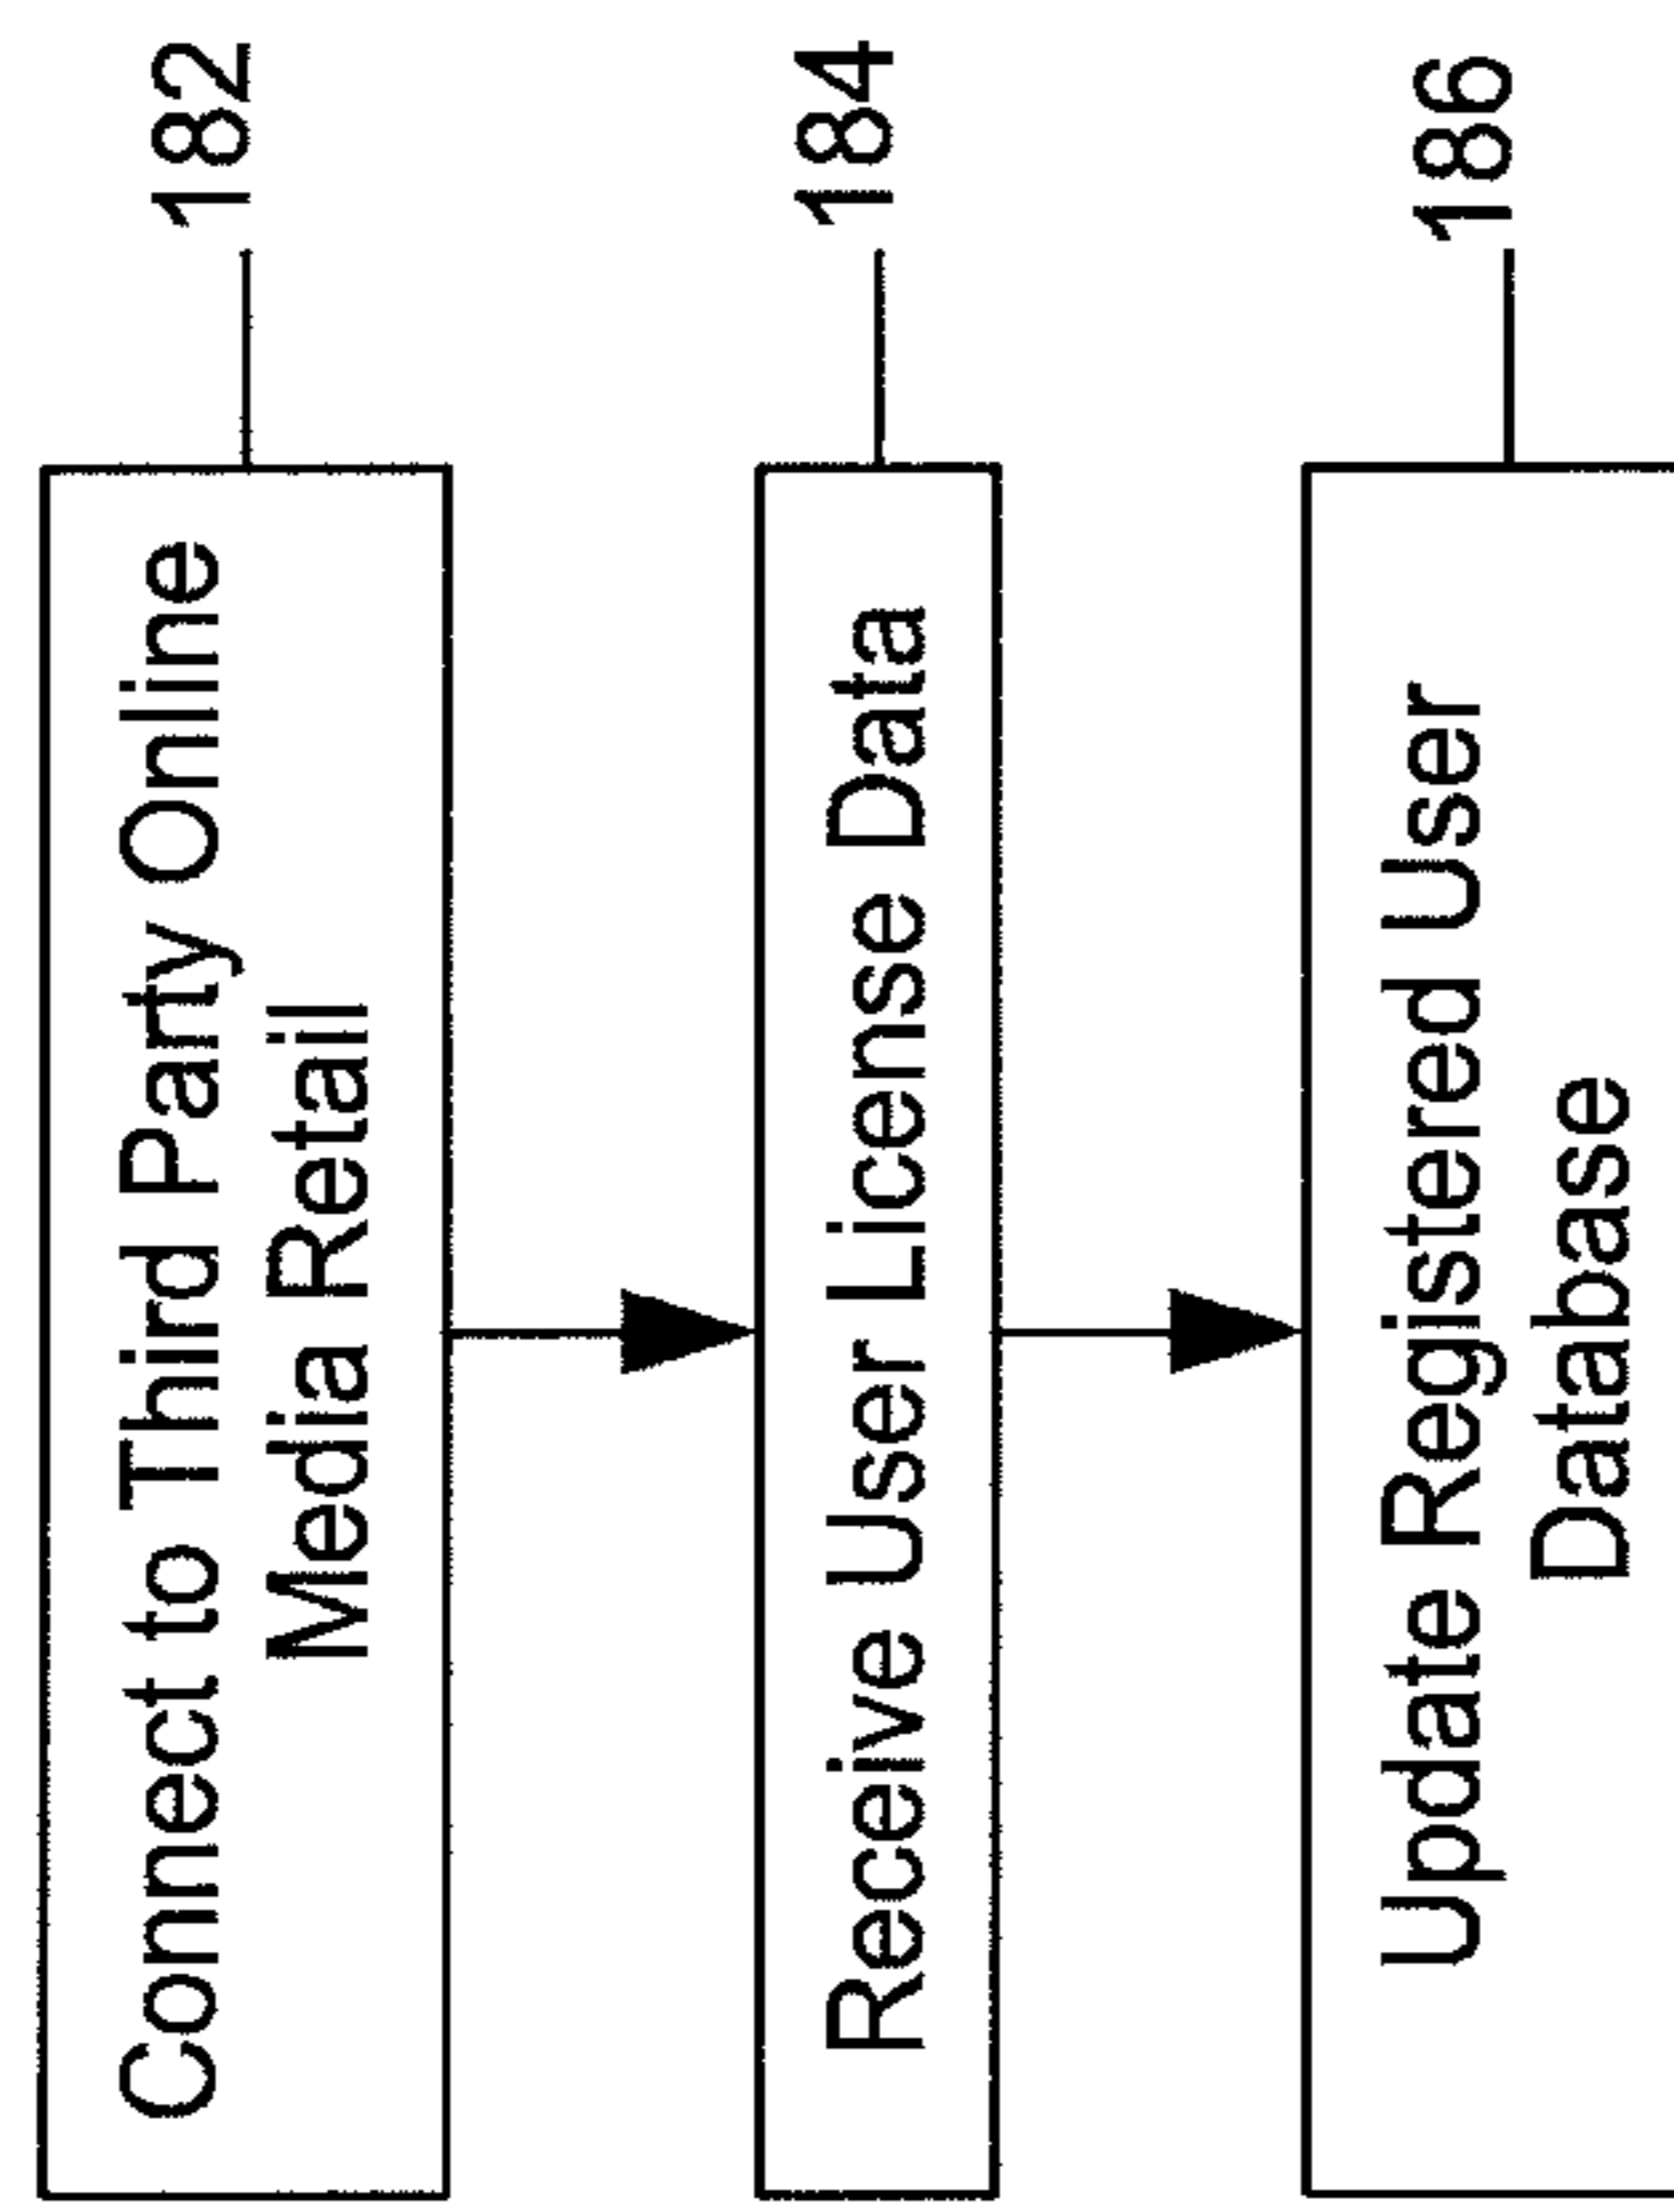 Connect to Third Party Online
Media Retail
182
Receive User License Data
184
Update Registered User
Database
186